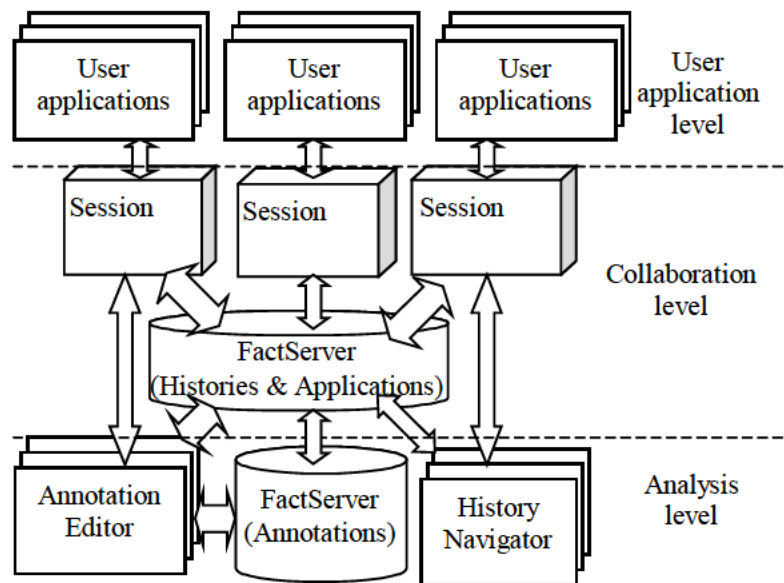 User
applications
User
applications
User
applications
User
application
level
Session
Session
Session
Collaboration
level
FactServer
(Histories & Applications)
Annotation
Editor
FactServer
(Annotations)
History
Navigator
Analysis
level